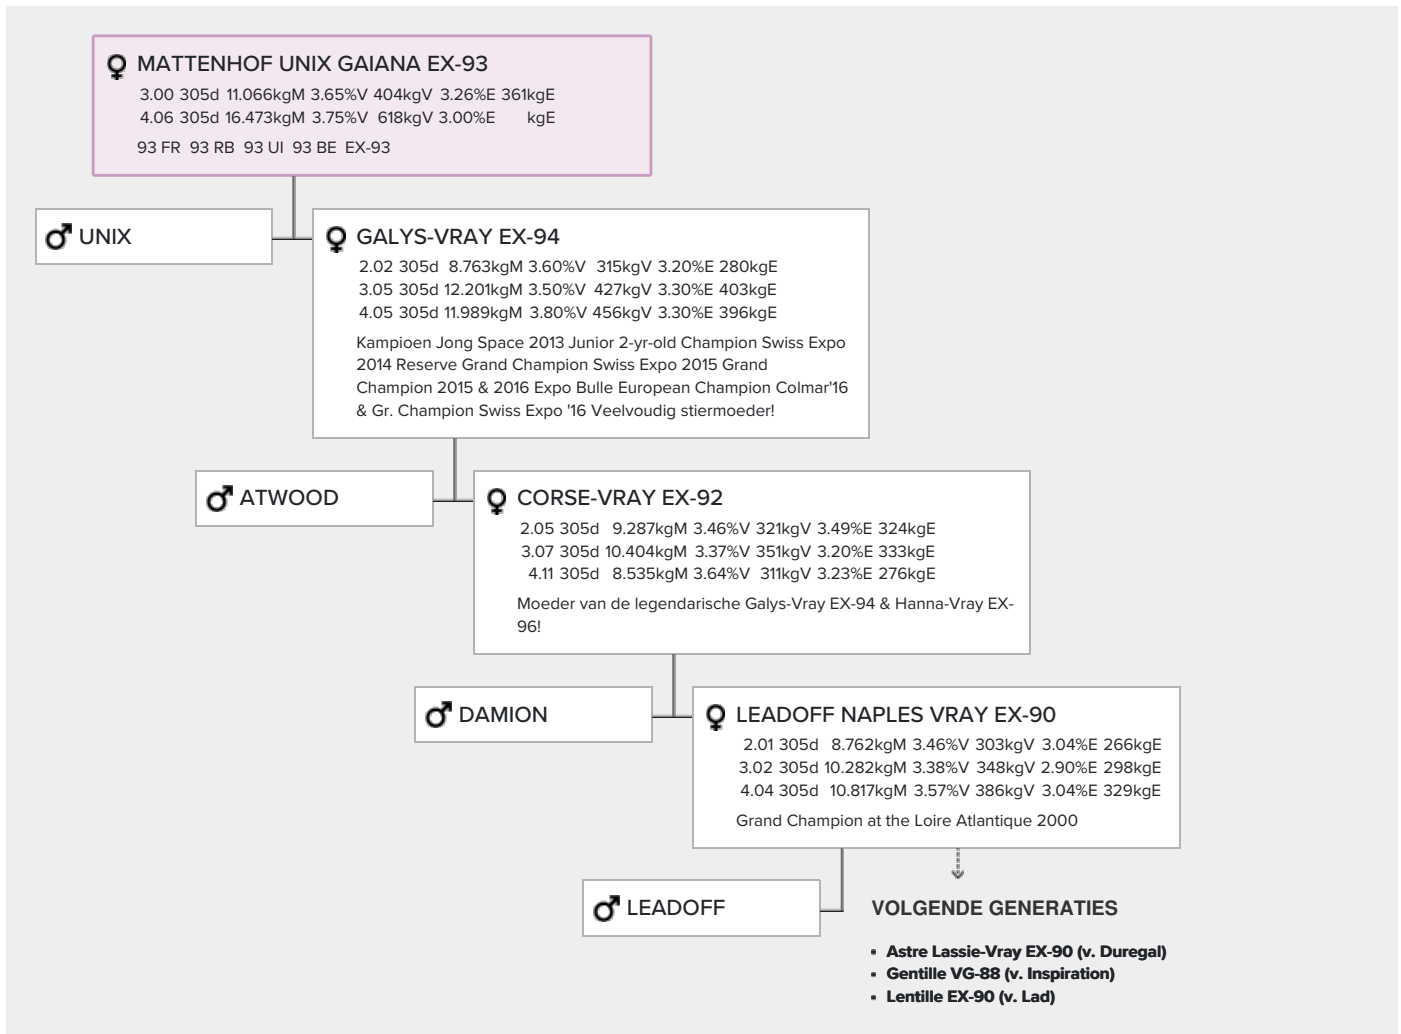 MATTENHOF UNIX GAIANA EX-93
3.00 305d 11.066kgM 3.65%V 404kgV 3.26%E 361kgE
4.06 305d 16.473kgM 3.75%V 618kgV 3.00%E kgE
93 FR 93 RB 93 UI 93 BE EX-93
UNIX
GALYS-VRAY EX-94
2.02 305d 8.763kgM 3.60%V 315kgV 3.20%E 280kgE
3.05 305d 12.201kgM 3.50%V 427kgV 3.30%E 403kgE
4.05 305d 11.989kgM 3.80%V 456kgV 3.30%E 396kgE
Kampioen Jong Space 2013 Junior 2-yr-old Champion Swiss Expo
2014 Reserve Grand Champion Swiss Expo 2015 Grand
Champion 2015 & 2016 Expo Bulle European Champion Colmar'16
& Gr. Champion Swiss Expo '16 Veelvoudig stiermoeder!
ATWOOD
CORSE-VRAY EX-92
2.05 305d 9.287kgM 3.46%V 321kgV 3.49%E 324kgE
3.07 305d 10.404kgM 3.37%V 351kgV 3.20%E 333kgE
4.11 305d 8.535kgM 3.64%V 311kgV 3.23%E 276kgE
Moeder van de legendarische Galys-Vray EX-94 & Hanna-Vray EX-
96!
DAMION
LEADOFF NAPLES VRAY EX-90
2.01 305d 8.762kgM 3.46%V 303kgV 3.04%E 266kgE
3.02 305d 10.282kgM 3.38%V 348kgV 2.90%E 298kgE
4.04 305d 10.817kgM 3.57%V 386kgV 3.04%E 329kgE
Grand Champion at the Loire Atlantique 2000
LEADOFF
VOLGENDE GENERATIES
• Astre Lassie-Vray EX-90 (v. Duregal)
• Gentille VG-88 (v. Inspiration)
• Lentille EX-90 (v. Lad)